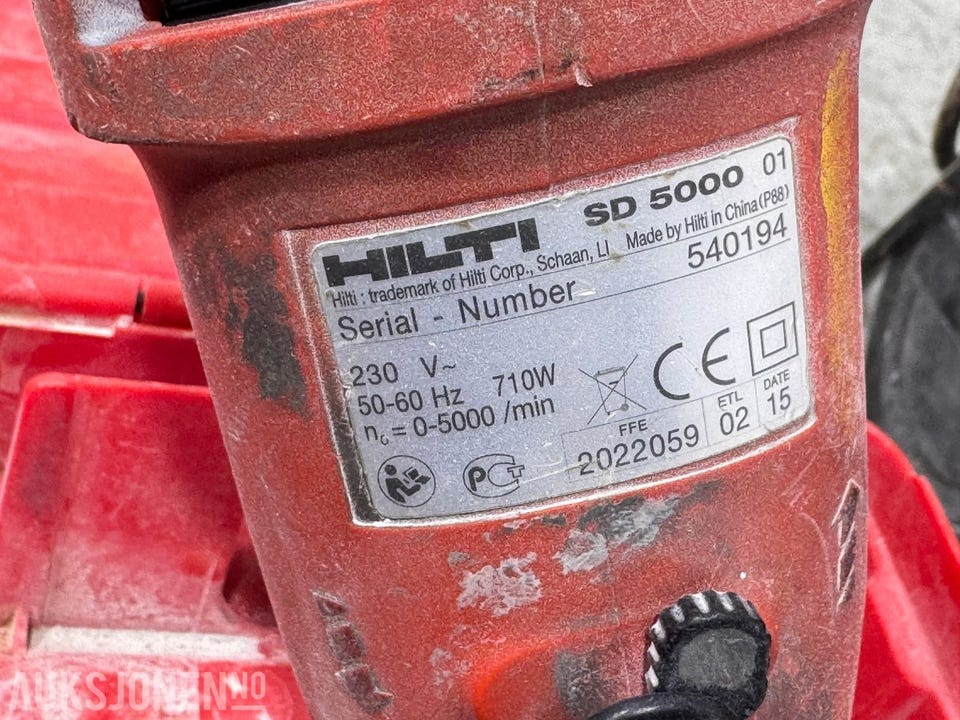 HILTI SD 5000 01
Hilti : trademark of Hilti Corp., Schaan, LI Made by Hilti in China (P88)
Serial - Number 540194
230 V~
50-60 Hz 710W
n₀ = 0-5000 /min
CE
FFE ETL DATE
2022059 02 15
PCT
AUKSJONEN.NO